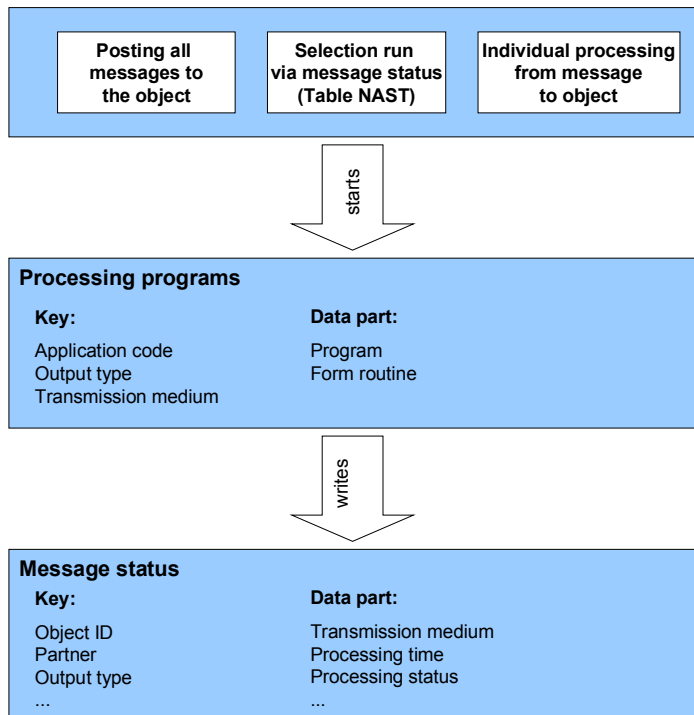 Posting all
messages to
the object
Selection run
via message status
(Table NAST)
Individual processing
from message
to object
starts
Processing programs
Key:
Application code
Output type
Transmission medium
Data part:
Program
Form routine
writes
Message status
Key:
Object ID
Partner
Output type
...
Data part:
Transmission medium
Processing time
Processing status
...